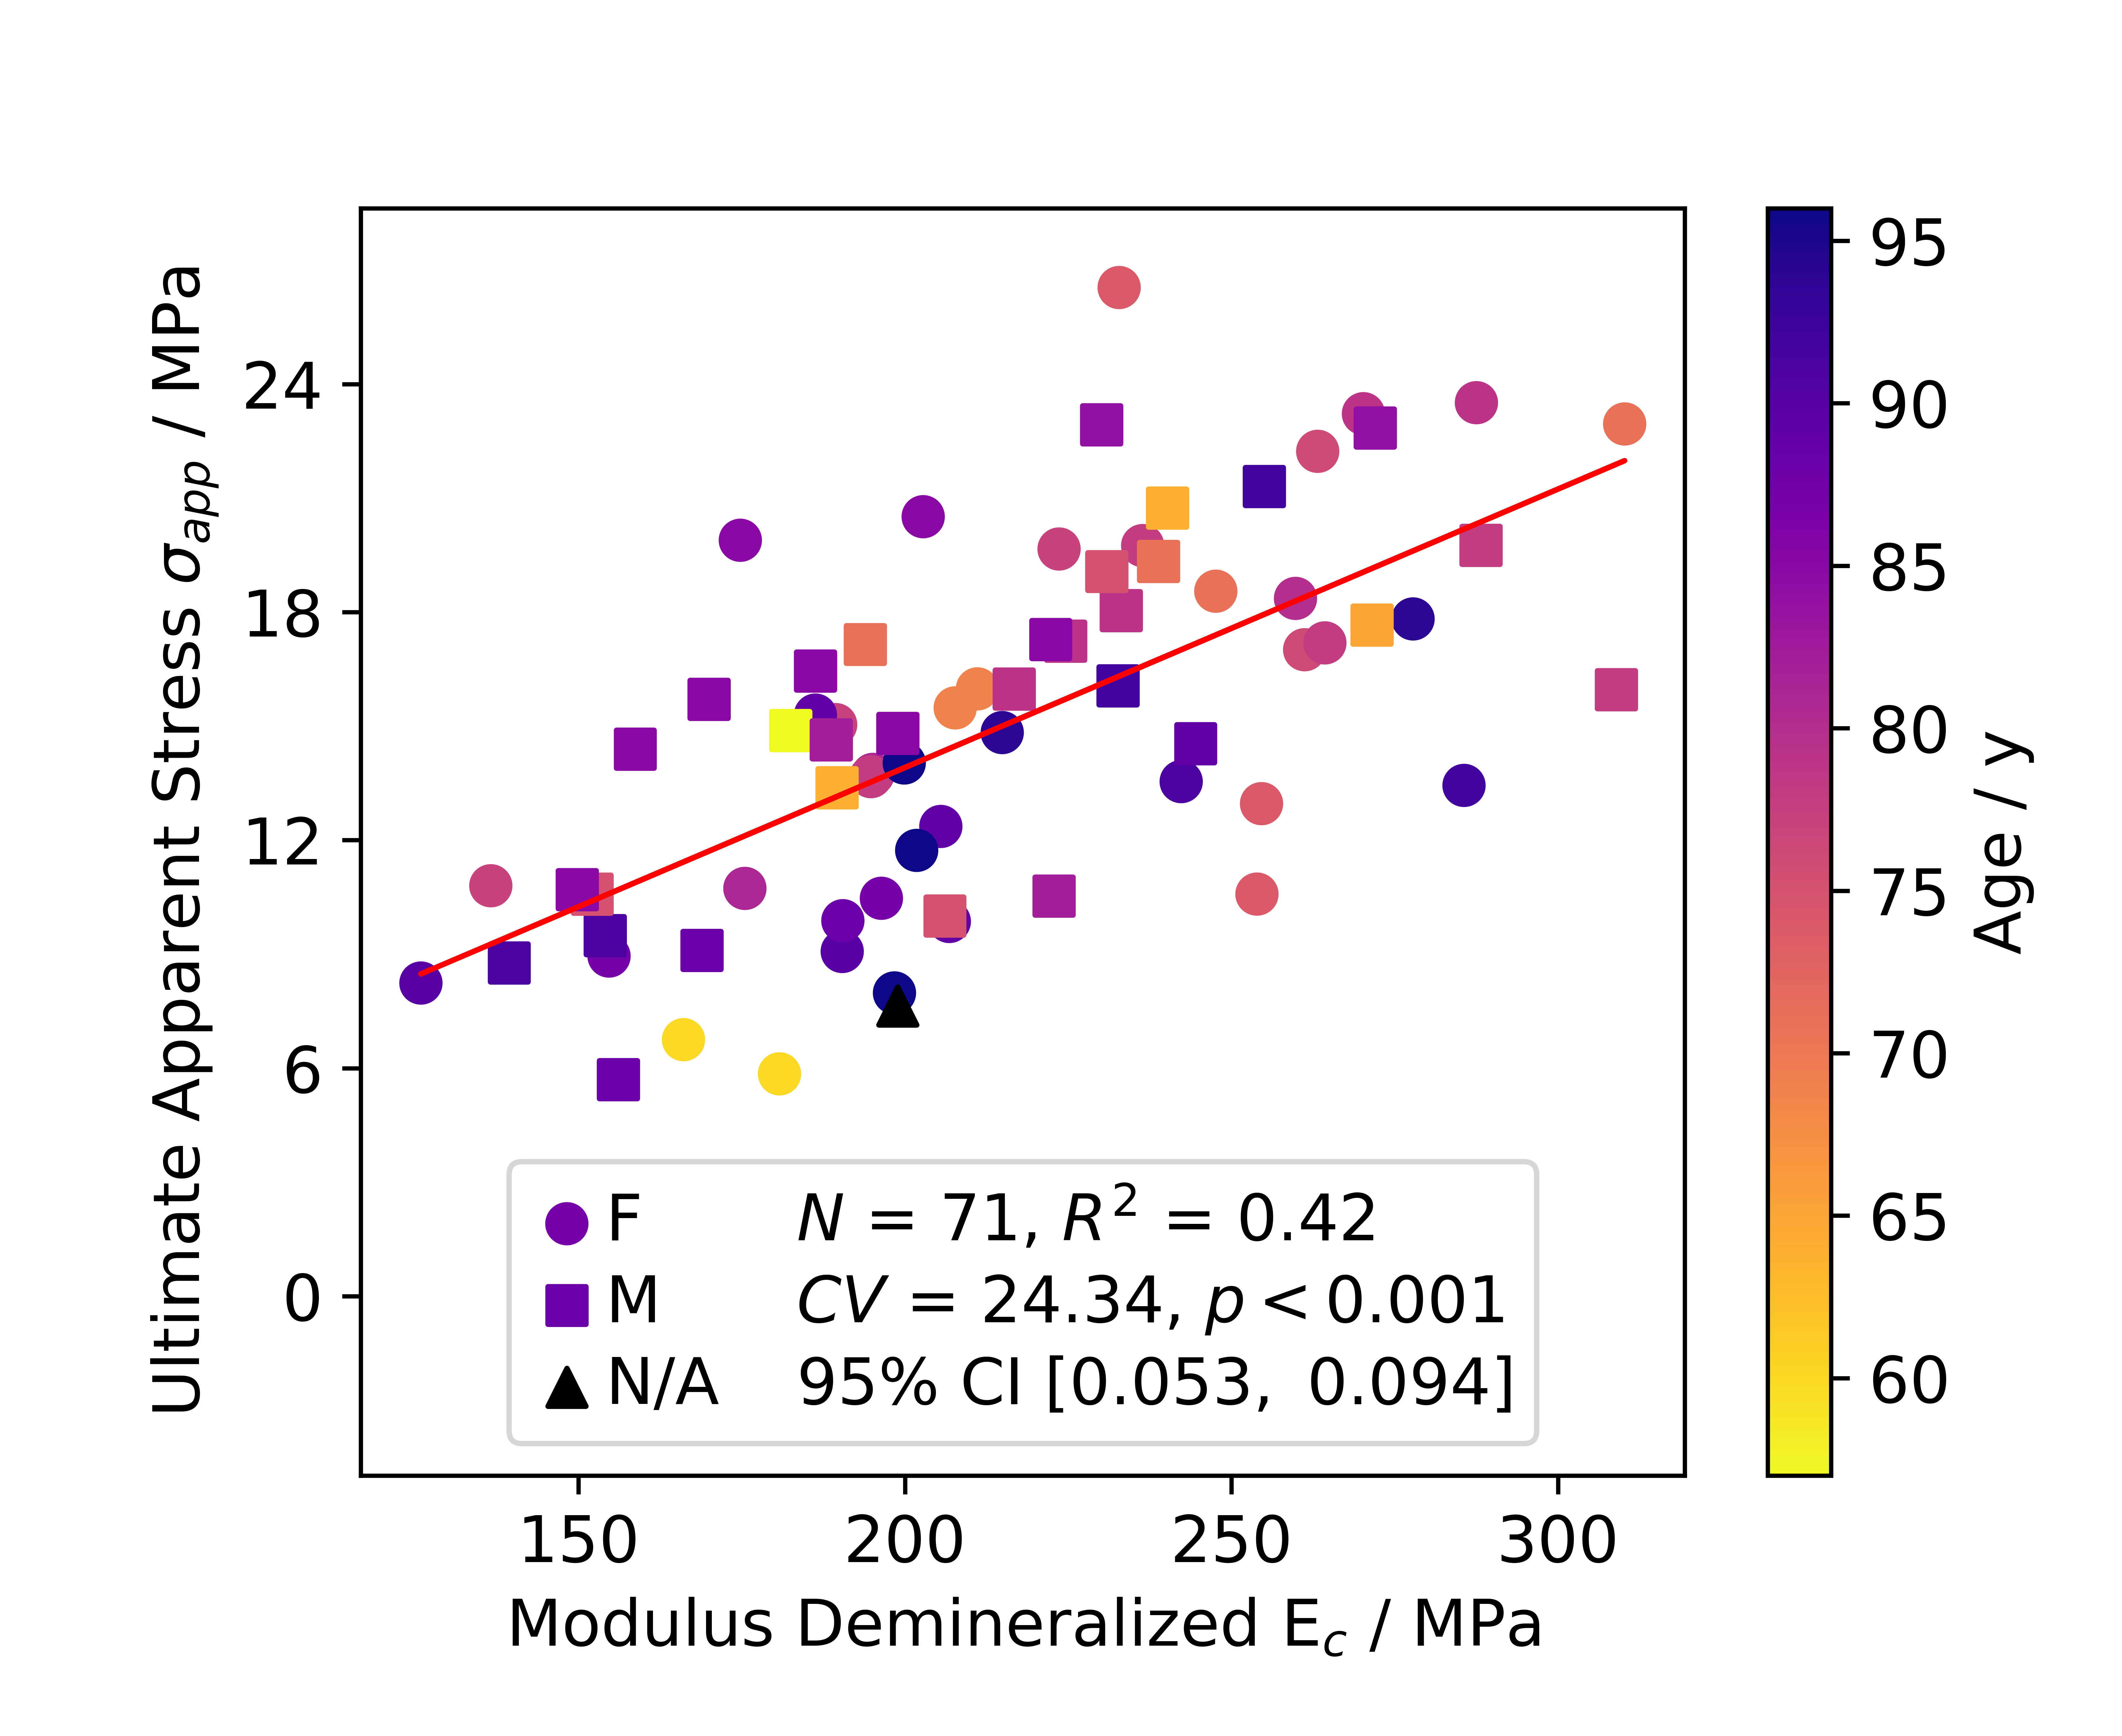 Ultimate Apparent Stress σ_app / MPa
24
18
12
6
0
F N = 71, R² = 0.42
M CV = 24.34, p < 0.001
N/A 95% CI [0.053, 0.094]
150 200 250 300
Modulus Demineralized E_c / MPa
95
90
85
80
75
70
65
60
Age / y